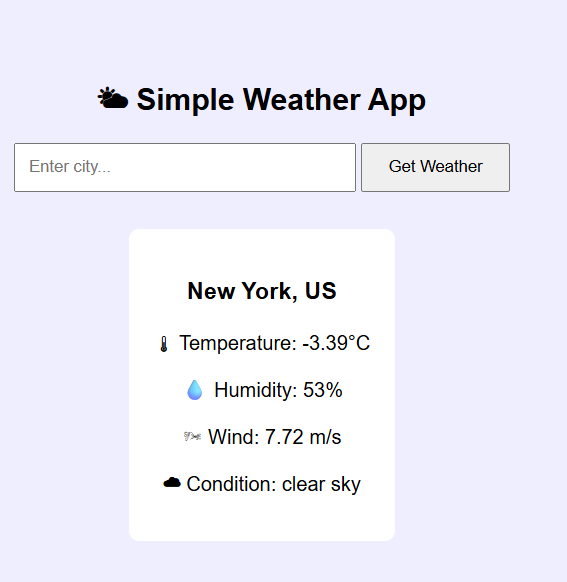 🌥 Simple Weather App
Enter city...
Get Weather
New York, US
🌡 Temperature: -3.39°C
💧 Humidity: 53%
🌬 Wind: 7.72 m/s
☁ Condition: clear sky